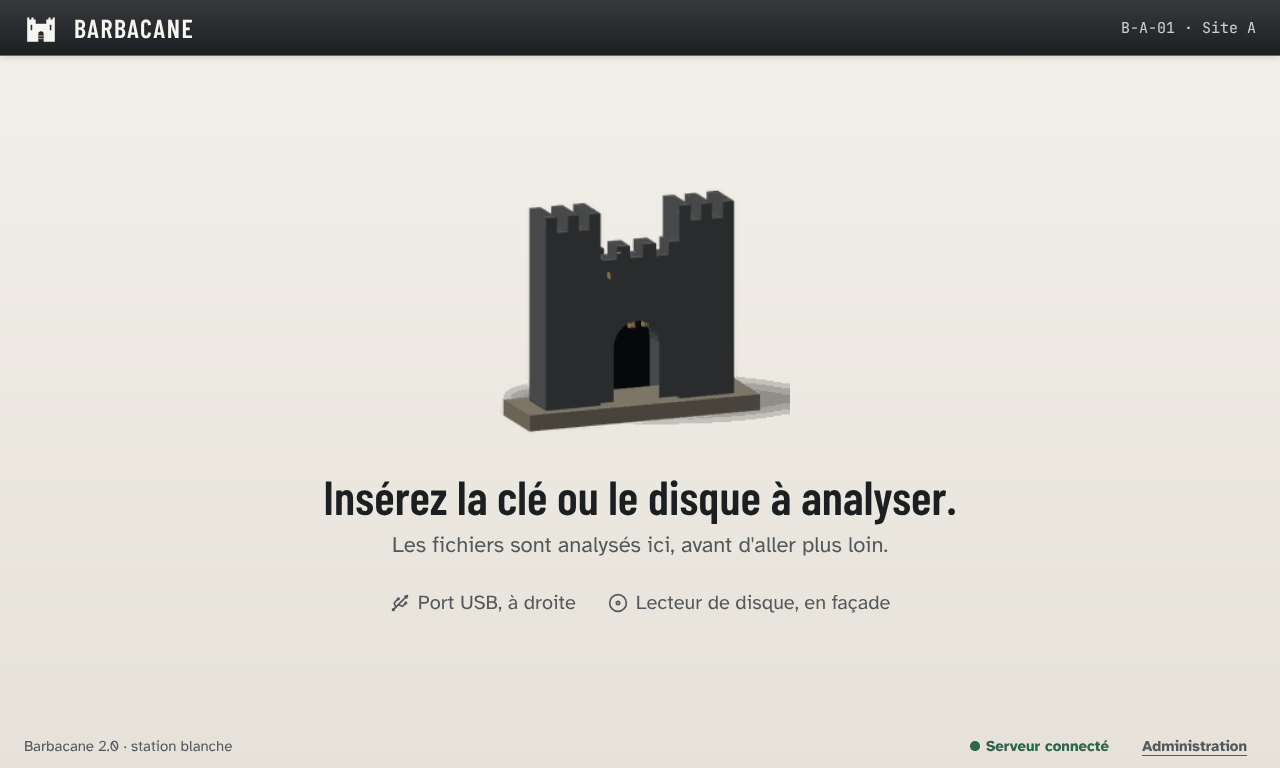 BARBACANE
B-A-01 · Site A
Insérez la clé ou le disque à analyser.
Les fichiers sont analysés ici, avant d'aller plus loin.
Port USB, à droite
Lecteur de disque, en façade
Barbacane 2.0 · station blanche
Serveur connecté
Administration